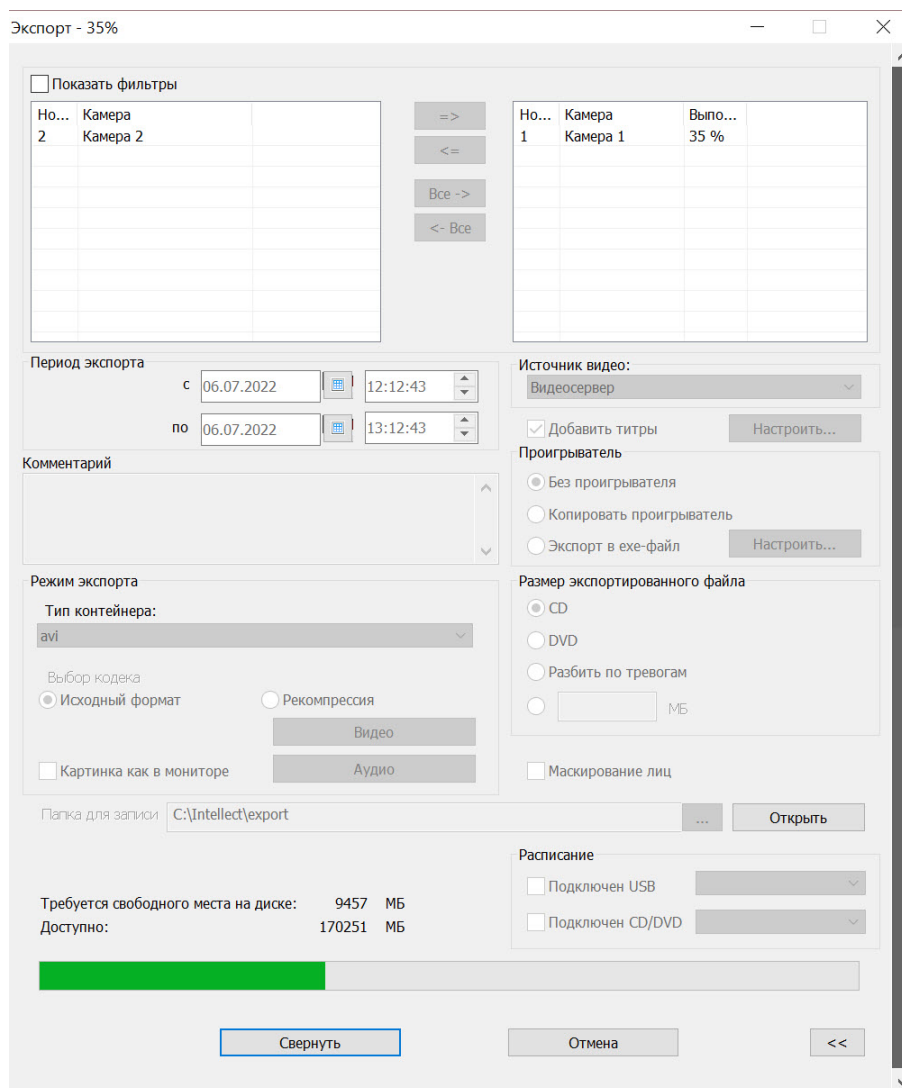 Экспорт - 35%
Показать фильтры
Но... Камера
2 Камера 2
=>
<=
Все ->
<- Все
Но... Камера Выпо...
1 Камера 1 35 %
Период экспорта
с 06.07.2022 12:12:43
по 06.07.2022 13:12:43
Источник видео:
Видеосервер
Добавить титры Настроить...
Комментарий
Проигрыватель
Без проигрывателя
Копировать проигрыватель
Экспорт в exe-файл Настроить...
Режим экспорта
Тип контейнера:
avi
Выбор кодека
Исходный формат Рекомпрессия
Видео
Картинка как в мониторе Аудио
Размер экспортированного файла
CD
DVD
Разбить по тревогам
МБ
Маскирование лиц
Папка для записи C:\Intellect\export ... Открыть
Расписание
Подключен USB
Подключен CD/DVD
Требуется свободного места на диске: 9457 МБ
Доступно: 170251 МБ
Свернуть Отмена <<